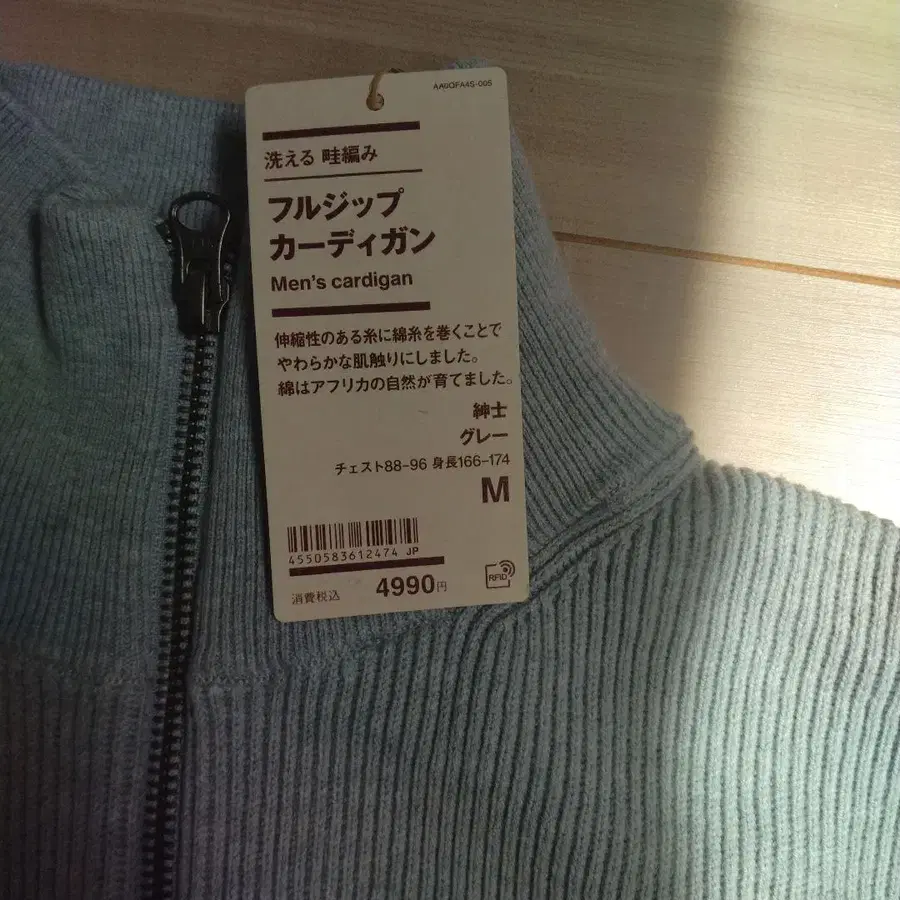 AA9QFA4S-005
洗える 畦編み
フルジップ
カーディガン
Men's cardigan
伸縮性のある糸に綿糸を巻くことで
やわらかな肌触りにしました。
綿はアフリカの自然が育てました。
紳士
グレー
チェスト88-96 身長166-174
M
4550583612474 JP
消費税込 4990円
RFID